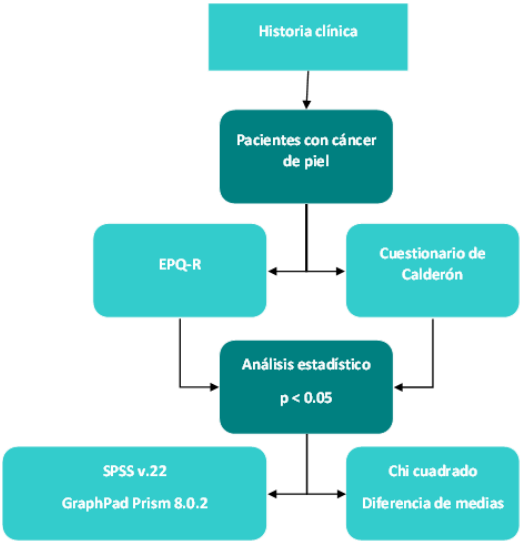 Historia clínica
Pacientes con cáncer
de piel
EPQ-R
Cuestionario de
Calderón
Análisis estadístico
p < 0.05
SPSS v.22
GraphPad Prism 8.0.2
Chi cuadrado
Diferencia de medias